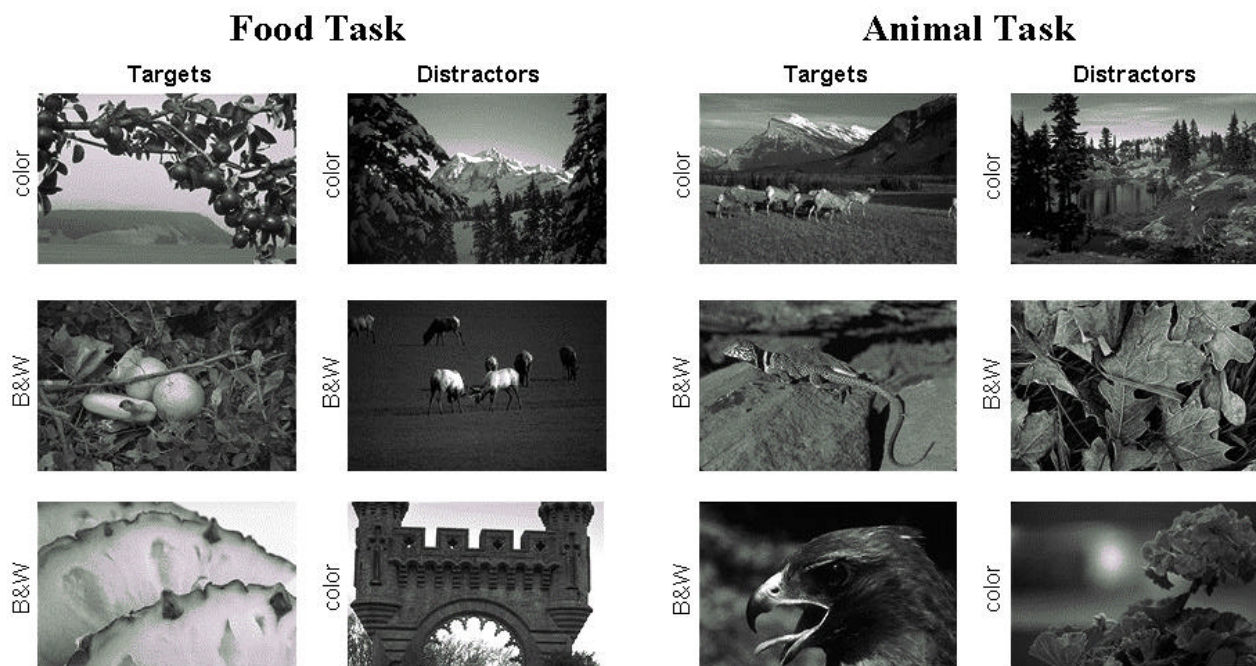 Food Task
Animal Task
Targets
Distractors
Targets
Distractors
color
color
color
color
B&W
B&W
B&W
B&W
B&W
color
B&W
color